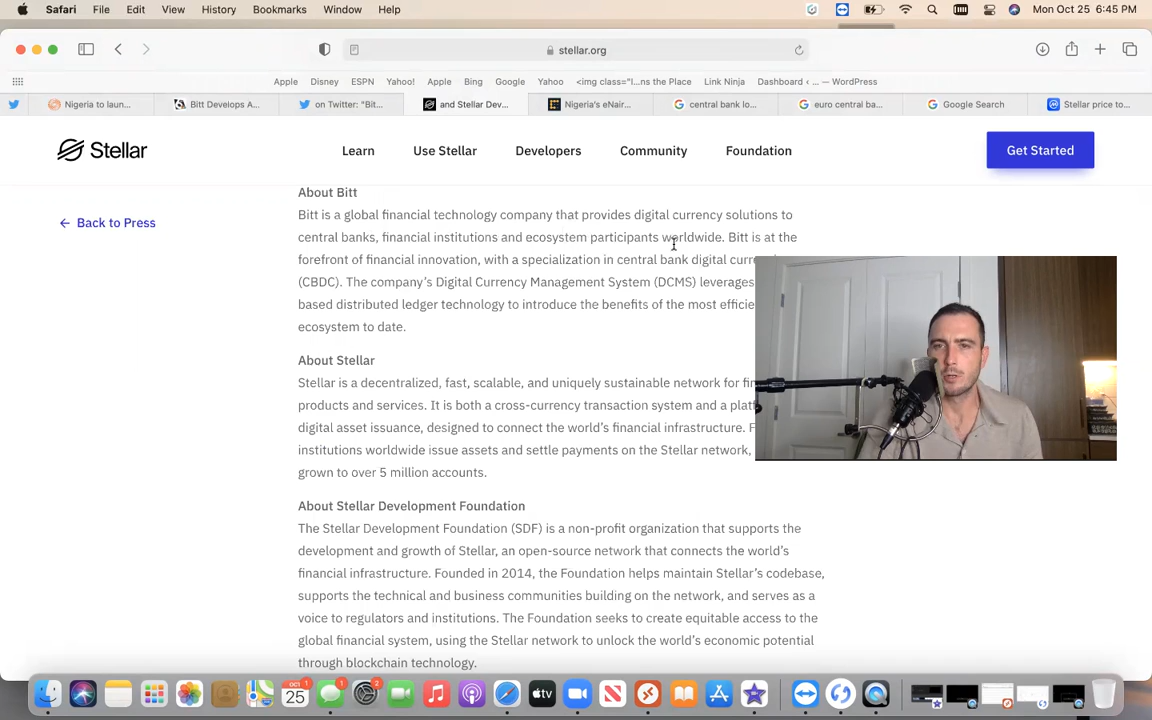 Safari File Edit View History Bookmarks Window Help Mon Oct 25 6:45 PM
stellar.org
Apple Disney ESPN Yahoo! Apple Bing Google Yahoo <img class="I...ns the Place Link Ninja Dashboard ‹ ... — WordPress
Nigeria to laun... Bitt Develops A... on Twitter: "Bit... and Stellar Dev... Nigeria's eNair... central bank lo... euro central ba... Google Search Stellar price to...
Stellar Learn Use Stellar Developers Community Foundation Get Started
← Back to Press
About Bitt
Bitt is a global financial technology company that provides digital currency solutions to
central banks, financial institutions and ecosystem participants worldwide. Bitt is at the
forefront of financial innovation, with a specialization in central bank digital curr
(CBDC). The company's Digital Currency Management System (DCMS) leverages
based distributed ledger technology to introduce the benefits of the most efficie
ecosystem to date.
About Stellar
Stellar is a decentralized, fast, scalable, and uniquely sustainable network for fin
products and services. It is both a cross-currency transaction system and a platf
digital asset issuance, designed to connect the world's financial infrastructure. F
institutions worldwide issue assets and settle payments on the Stellar network,
grown to over 5 million accounts.
About Stellar Development Foundation
The Stellar Development Foundation (SDF) is a non-profit organization that supports the
development and growth of Stellar, an open-source network that connects the world's
financial infrastructure. Founded in 2014, the Foundation helps maintain Stellar's codebase,
supports the technical and business communities building on the network, and serves as a
voice to regulators and institutions. The Foundation seeks to create equitable access to the
global financial system, using the Stellar network to unlock the world's economic potential
through blockchain technology.
OCT 25 1 1 2 tv